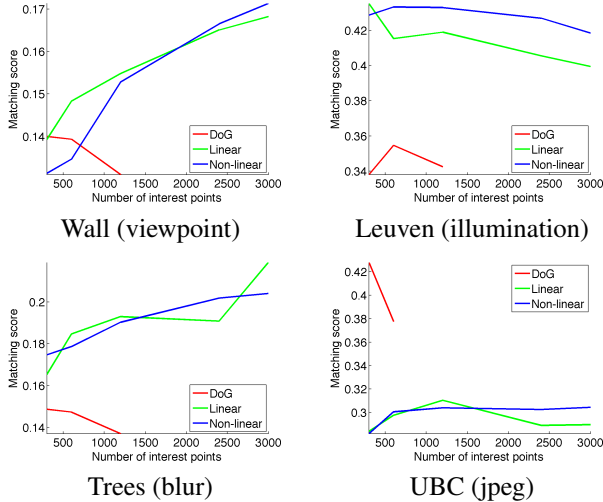 Matching score
0.17
0.16
0.15
0.14
DoG
Linear
Non-linear
500 1000 1500 2000 2500 3000
Number of interest points
Wall (viewpoint)
Matching score
0.42
0.4
0.38
0.36
0.34
DoG
Linear
Non-linear
500 1000 1500 2000 2500 3000
Number of interest points
Leuven (illumination)
Matching score
0.2
0.18
0.16
0.14
DoG
Linear
Non-linear
500 1000 1500 2000 2500 3000
Number of interest points
Trees (blur)
Matching score
0.42
0.4
0.38
0.36
0.34
0.32
0.3
DoG
Linear
Non-linear
500 1000 1500 2000 2500 3000
Number of interest points
UBC (jpeg)